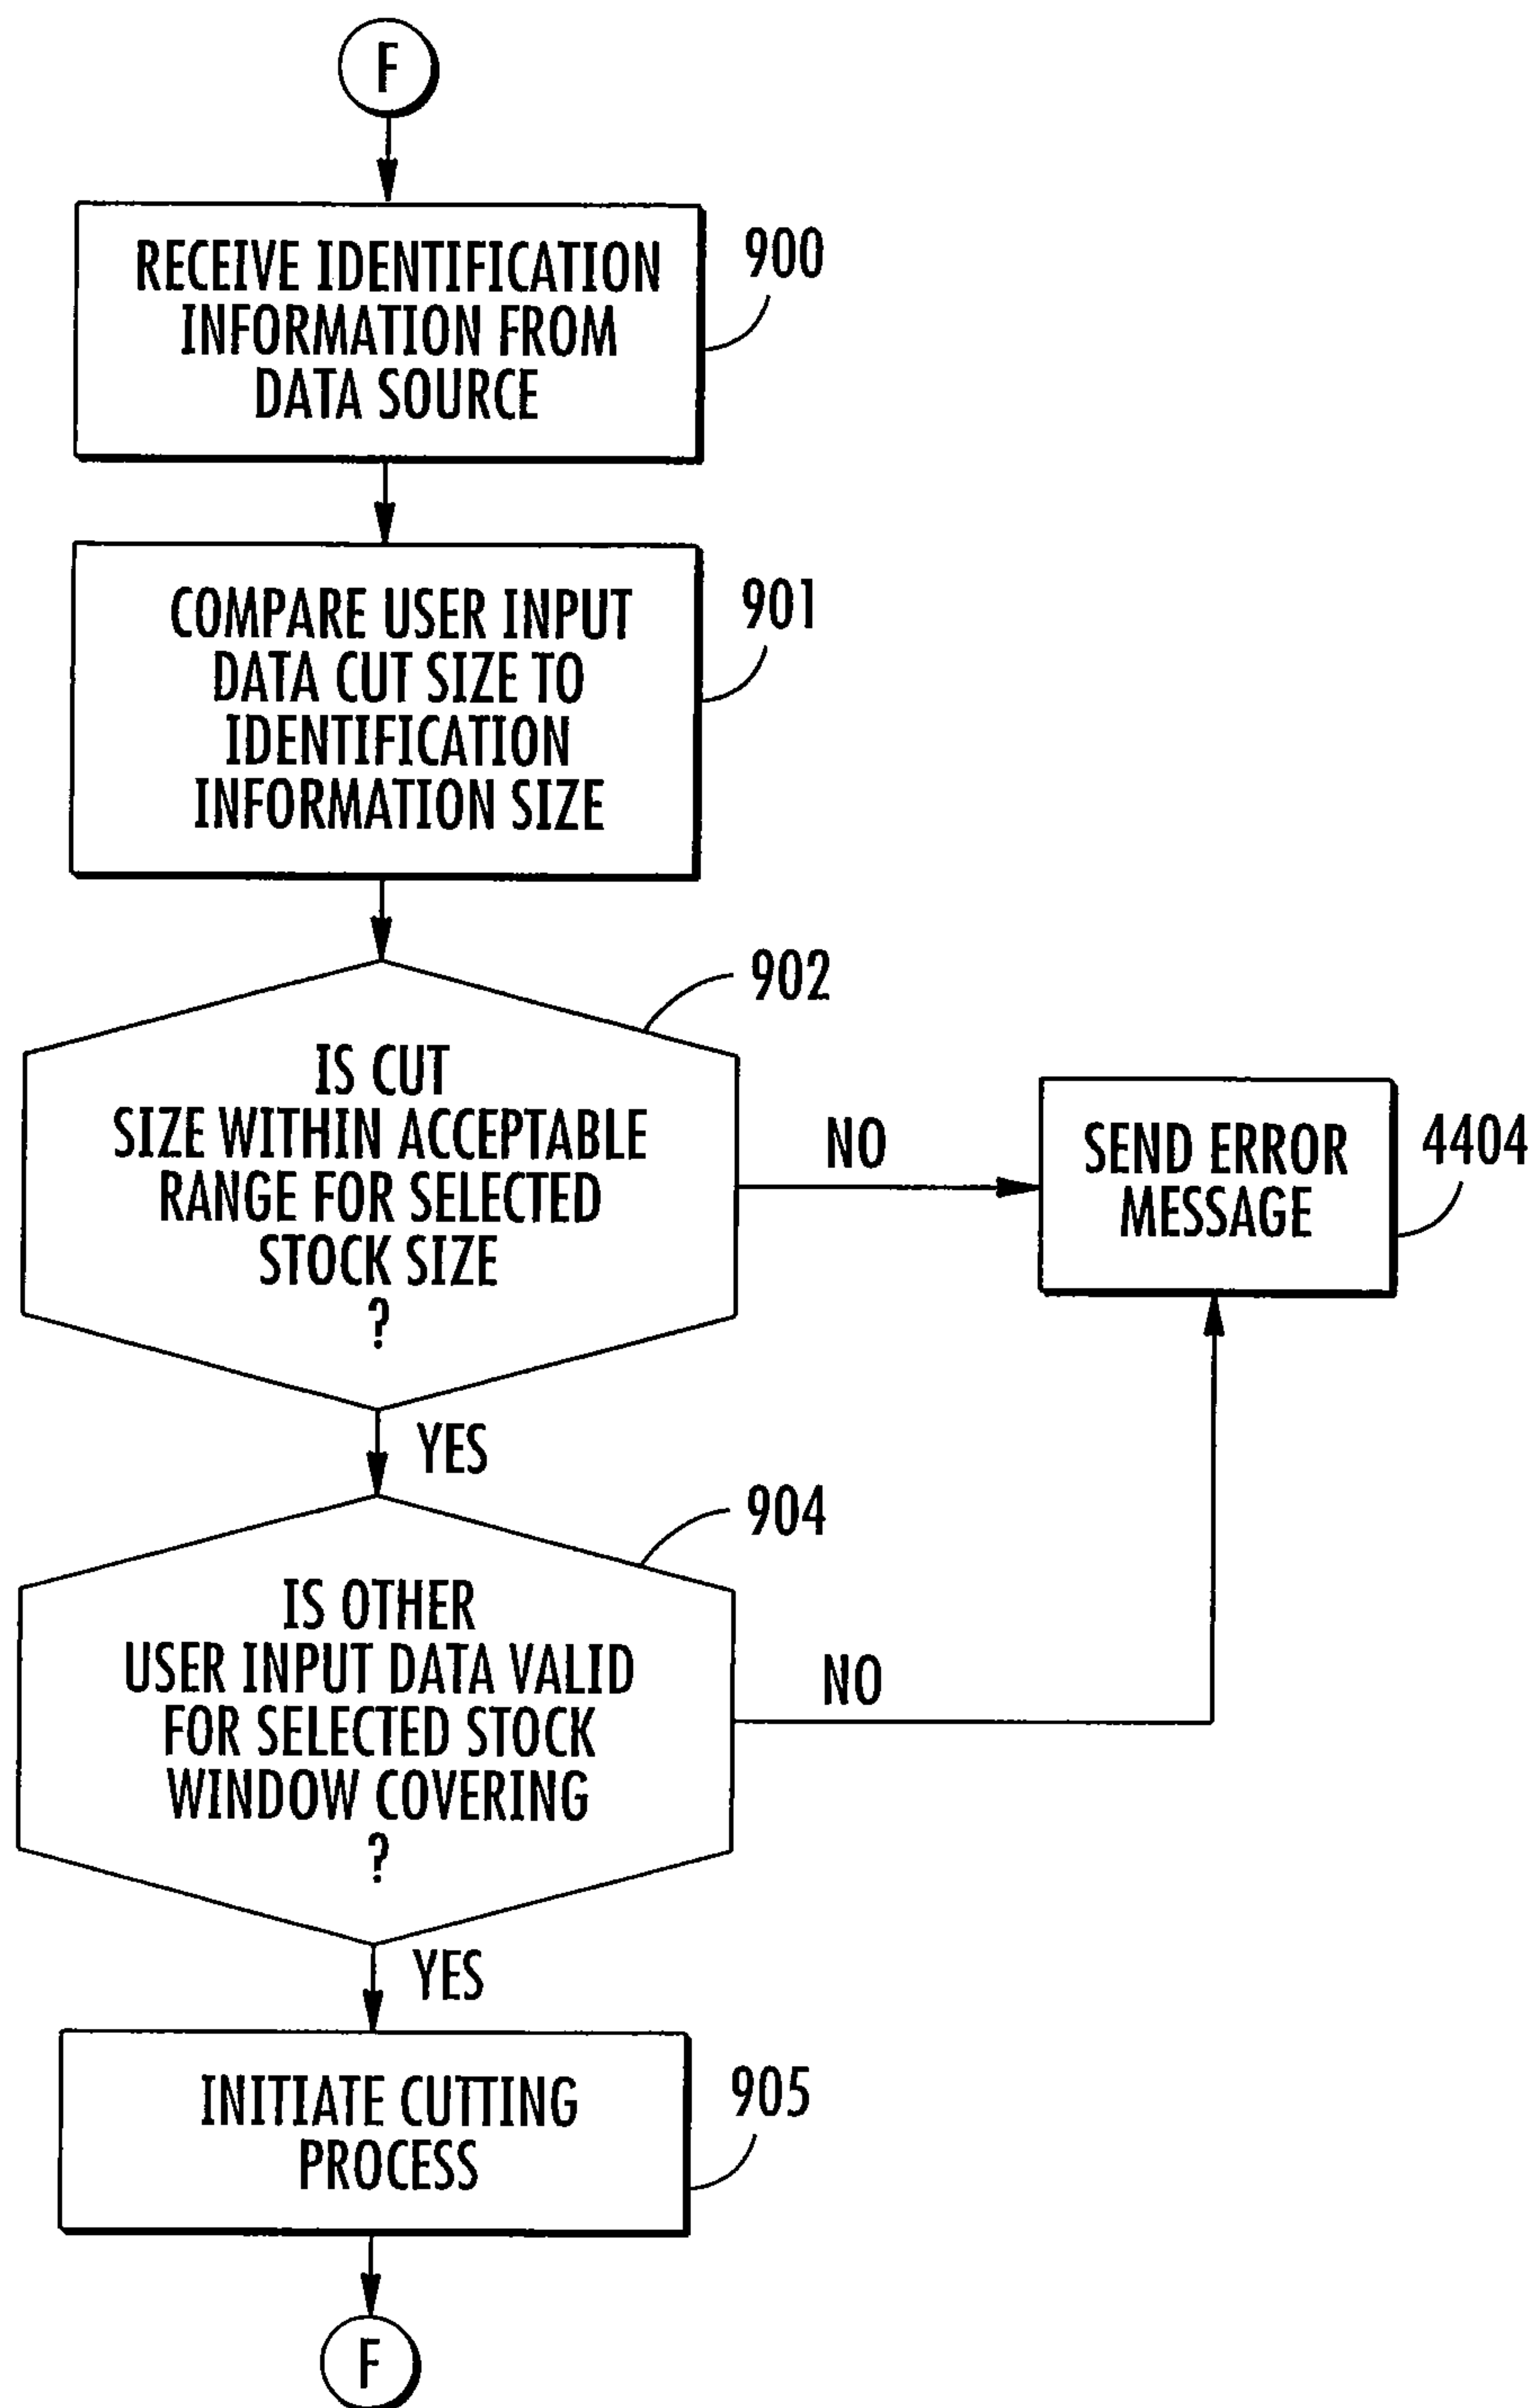 F
RECEIVE IDENTIFICATION
INFORMATION FROM
DATA SOURCE
900
COMPARE USER INPUT
DATA CUT SIZE TO
IDENTIFICATION
INFORMATION SIZE
901
902
IS CUT
SIZE WITHIN ACCEPTABLE
RANGE FOR SELECTED
STOCK SIZE
?
NO
SEND ERROR
MESSAGE
4404
YES
904
IS OTHER
USER INPUT DATA VALID
FOR SELECTED STOCK
WINDOW COVERING
?
NO
YES
INITIATE CUTTING
PROCESS
905
F